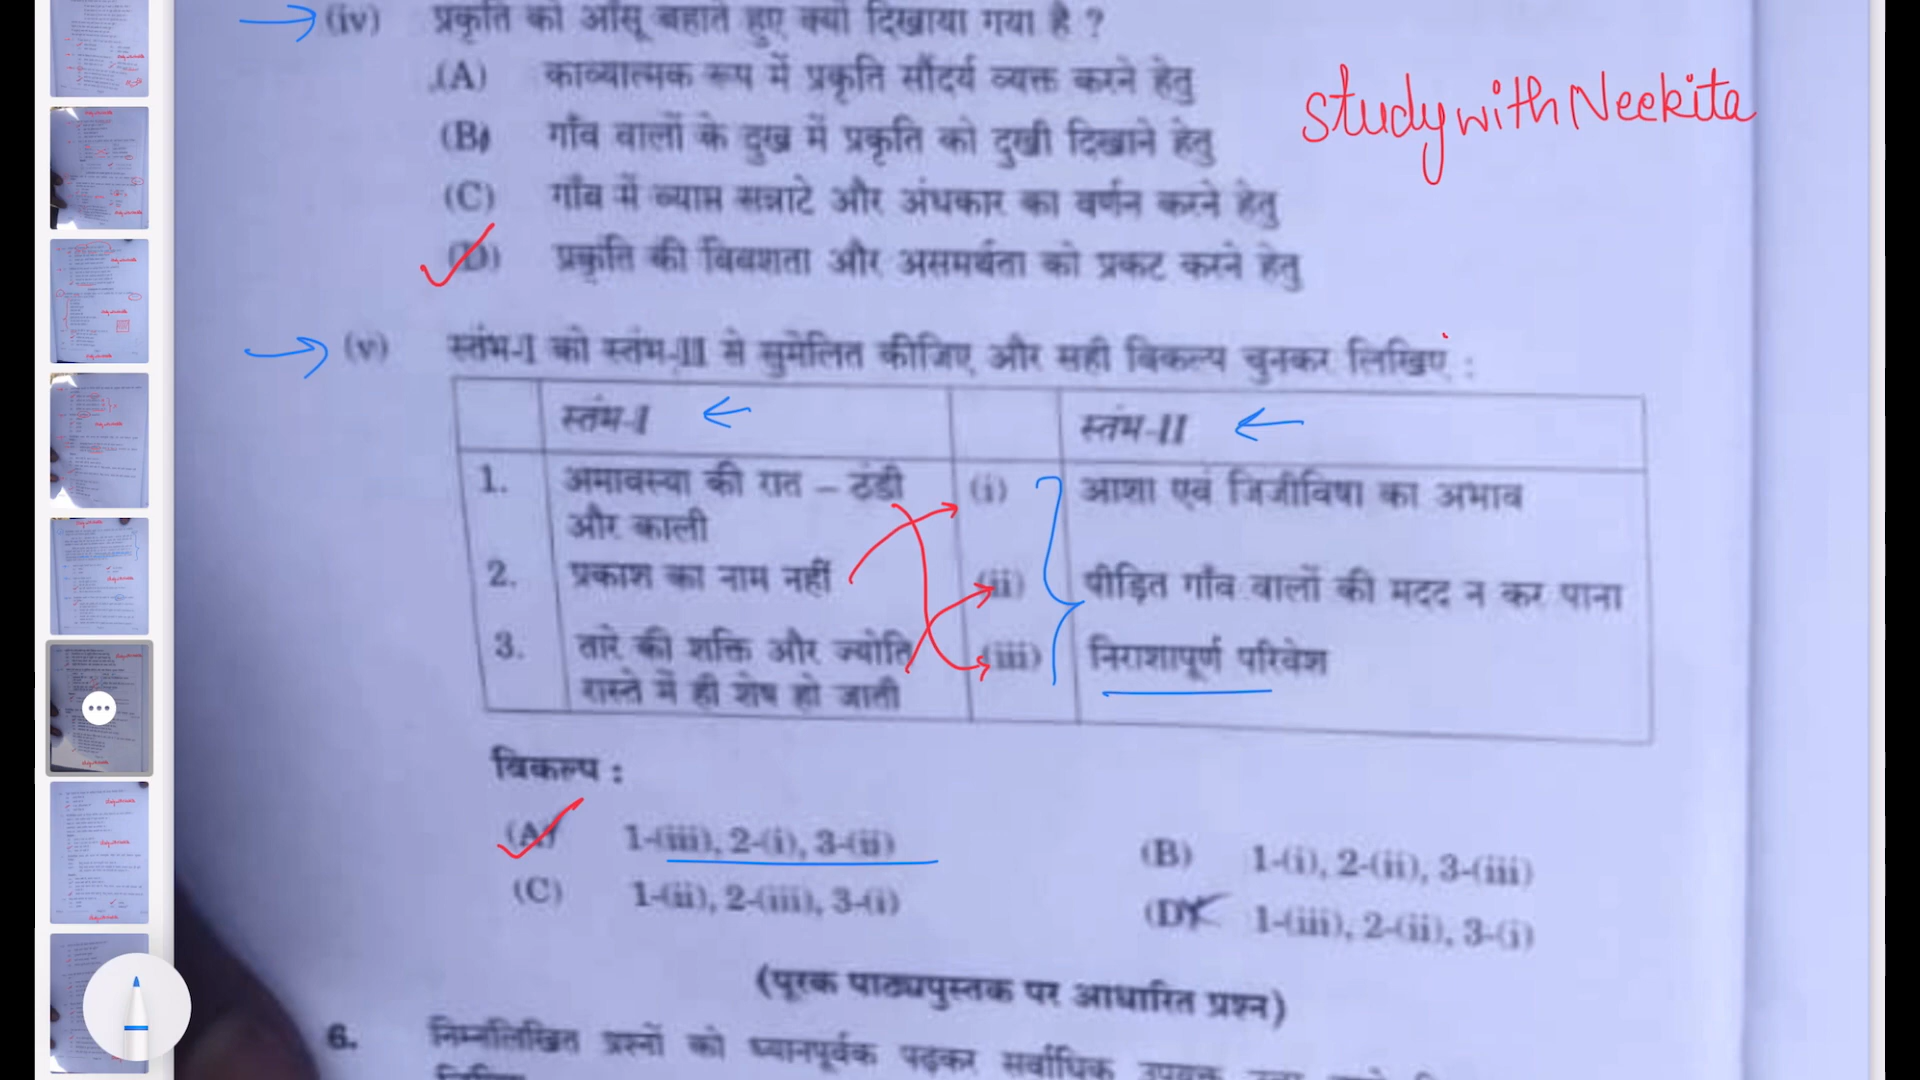 (iv) प्रकृति को आँसू बहाते हुए क्यों दिखाया गया है ?
(A) काव्यात्मक रूप में प्रकृति सौंदर्य व्यक्त करने हेतु
studywithNeekita
(B) गाँव वालों के दुख में प्रकृति को दुखी दिखाने हेतु
(C) गाँव में व्याप्त सन्नाटे और अंधकार का वर्णन करने हेतु
(D) प्रकृति की विवशता और असमर्थता को प्रकट करने हेतु
(v) स्तंभ-I को स्तंभ-II से सुमेलित कीजिए और सही विकल्प चुनकर लिखिए :
स्तंभ-I स्तंभ-II
1. अमावस्या की रात – ठंडी और काली (i) आशा एवं जिजीविषा का अभाव
2. प्रकाश का नाम नहीं (ii) पीड़ित गाँव वालों की मदद न कर पाना
3. तारे की शक्ति और ज्योति रास्ते में ही शेष हो जाती (iii) निराशापूर्ण परिवेश
विकल्प :
(A) 1-(iii), 2-(i), 3-(ii) (B) 1-(i), 2-(ii), 3-(iii)
(C) 1-(ii), 2-(iii), 3-(i) (D) 1-(iii), 2-(ii), 3-(i)
(पूरक पाठ्यपुस्तक पर आधारित प्रश्न)
6. निम्नलिखित प्रश्नों को ध्यानपूर्वक पढ़कर सर्वाधिक उपयुक्त